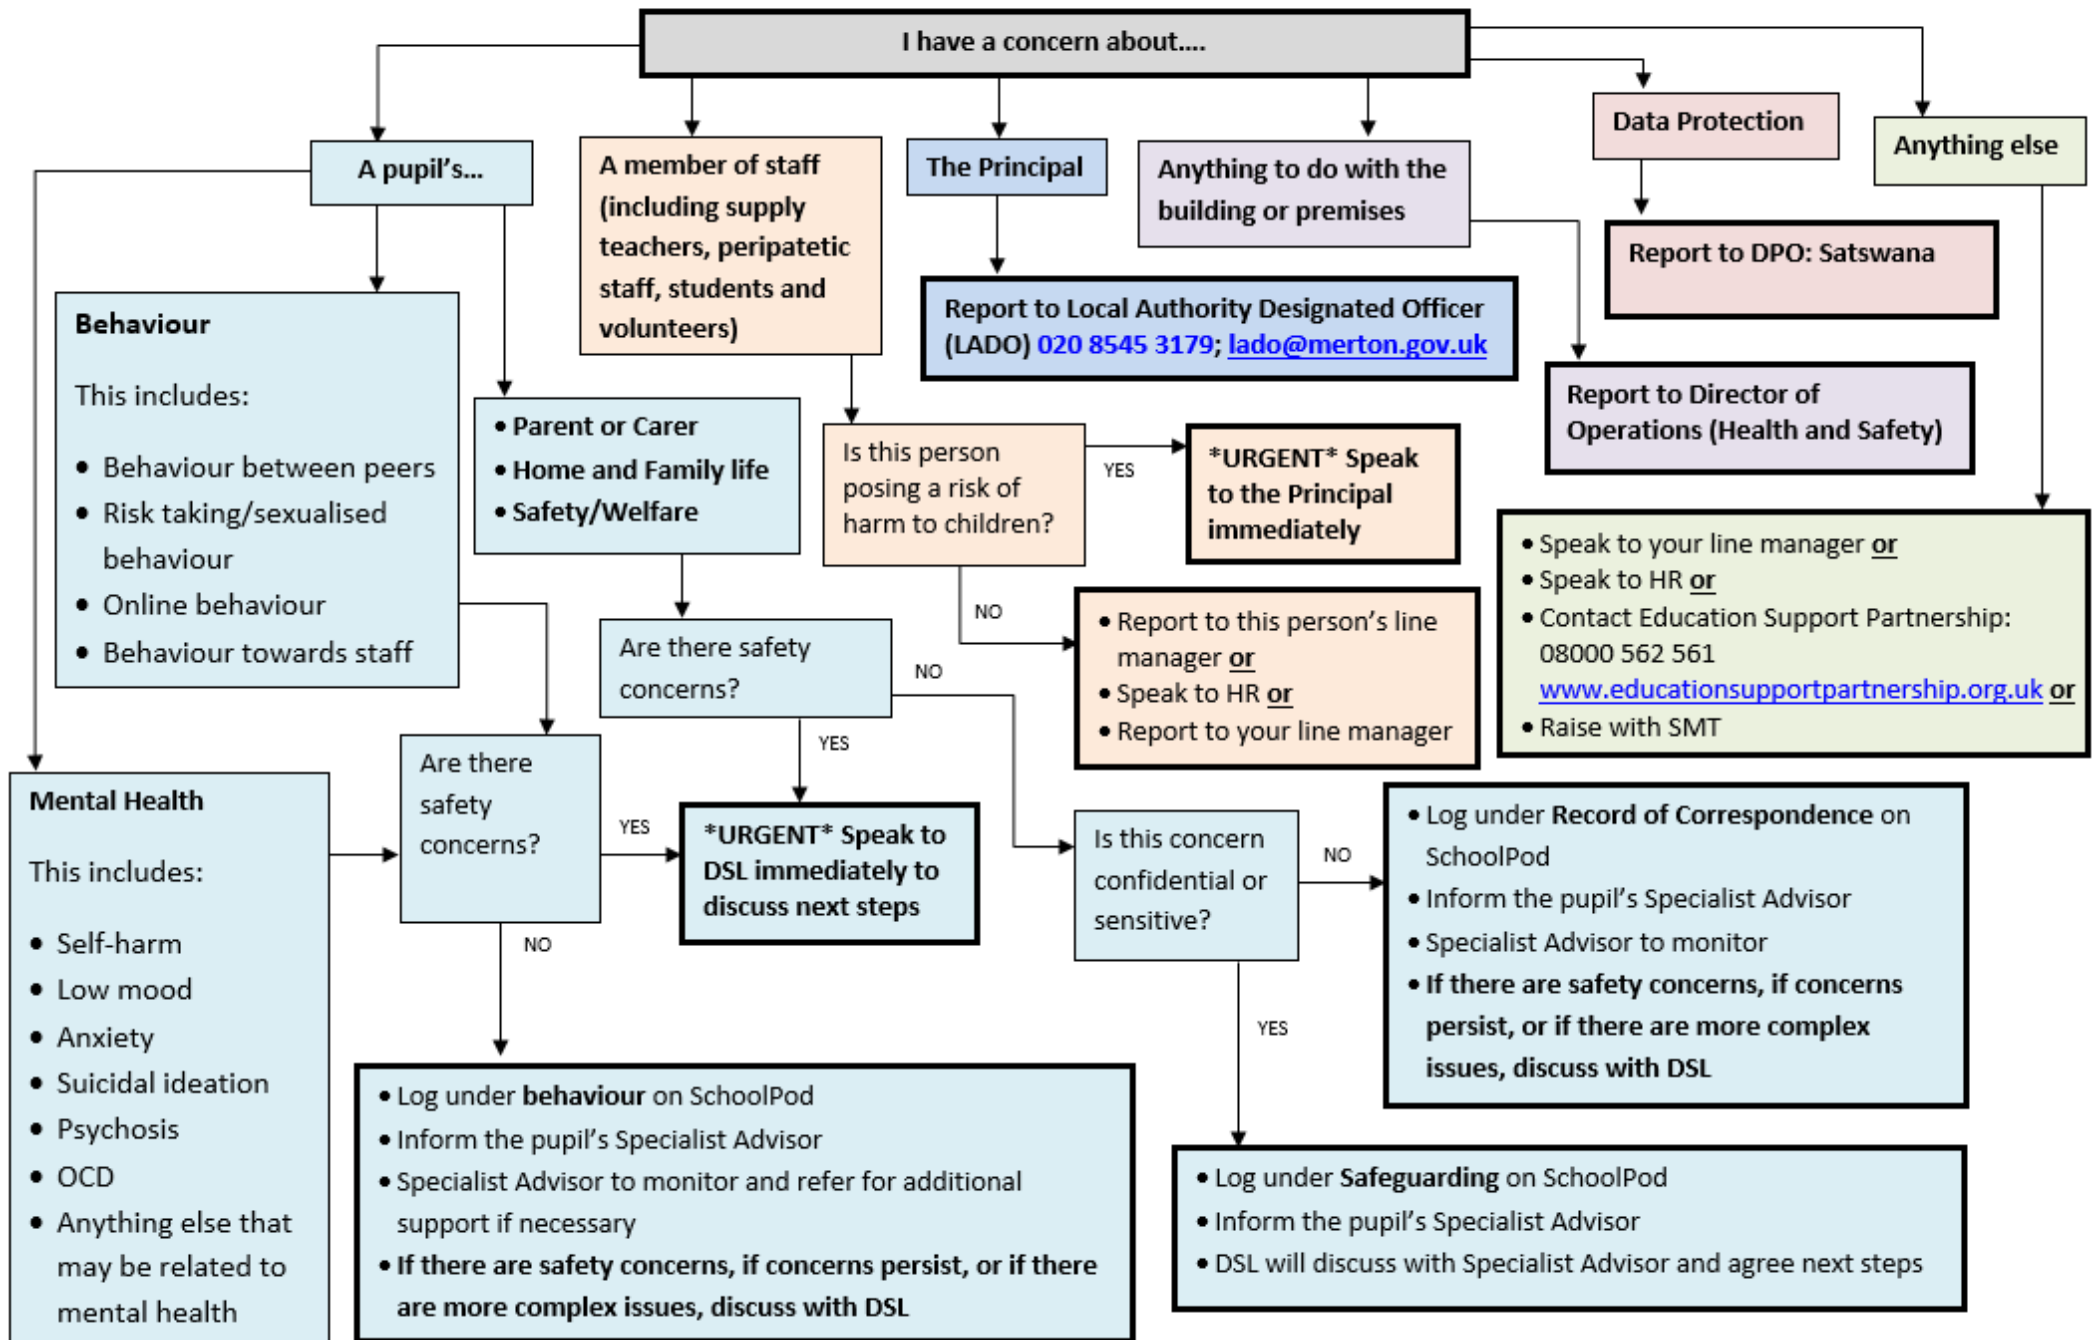 I have a concern about....
A pupil's...
A member of staff
(including supply
teachers, peripatetic
staff, students and
volunteers)
The Principal
Anything to do with the
building or premises
Data Protection
Anything else
Report to DPO: Satswana
Report to Local Authority Designated Officer
(LADO) 020 8545 3179; lado@merton.gov.uk
Report to Director of
Operations (Health and Safety)
Behaviour
This includes:
• Behaviour between peers
• Risk taking/sexualised
behaviour
• Online behaviour
• Behaviour towards staff
• Parent or Carer
• Home and Family life
• Safety/Welfare
Is this person
posing a risk of
harm to children?
YES
*URGENT* Speak
to the Principal
immediately
NO
• Report to this person's line
manager or
• Speak to HR or
• Report to your line manager
• Speak to your line manager or
• Speak to HR or
• Contact Education Support Partnership:
08000 562 561
www.educationsupportpartnership.org.uk or
• Raise with SMT
Are there safety
concerns?
NO
YES
Mental Health
This includes:
• Self-harm
• Low mood
• Anxiety
• Suicidal ideation
• Psychosis
• OCD
• Anything else that
may be related to
mental health
Are there
safety
concerns?
YES
*URGENT* Speak to
DSL immediately to
discuss next steps
NO
Is this concern
confidential or
sensitive?
NO
• Log under Record of Correspondence on
SchoolPod
• Inform the pupil's Specialist Advisor
• Specialist Advisor to monitor
• If there are safety concerns, if concerns
persist, or if there are more complex
issues, discuss with DSL
YES
• Log under behaviour on SchoolPod
• Inform the pupil's Specialist Advisor
• Specialist Advisor to monitor and refer for additional
support if necessary
• If there are safety concerns, if concerns persist, or if there
are more complex issues, discuss with DSL
• Log under Safeguarding on SchoolPod
• Inform the pupil's Specialist Advisor
• DSL will discuss with Specialist Advisor and agree next steps